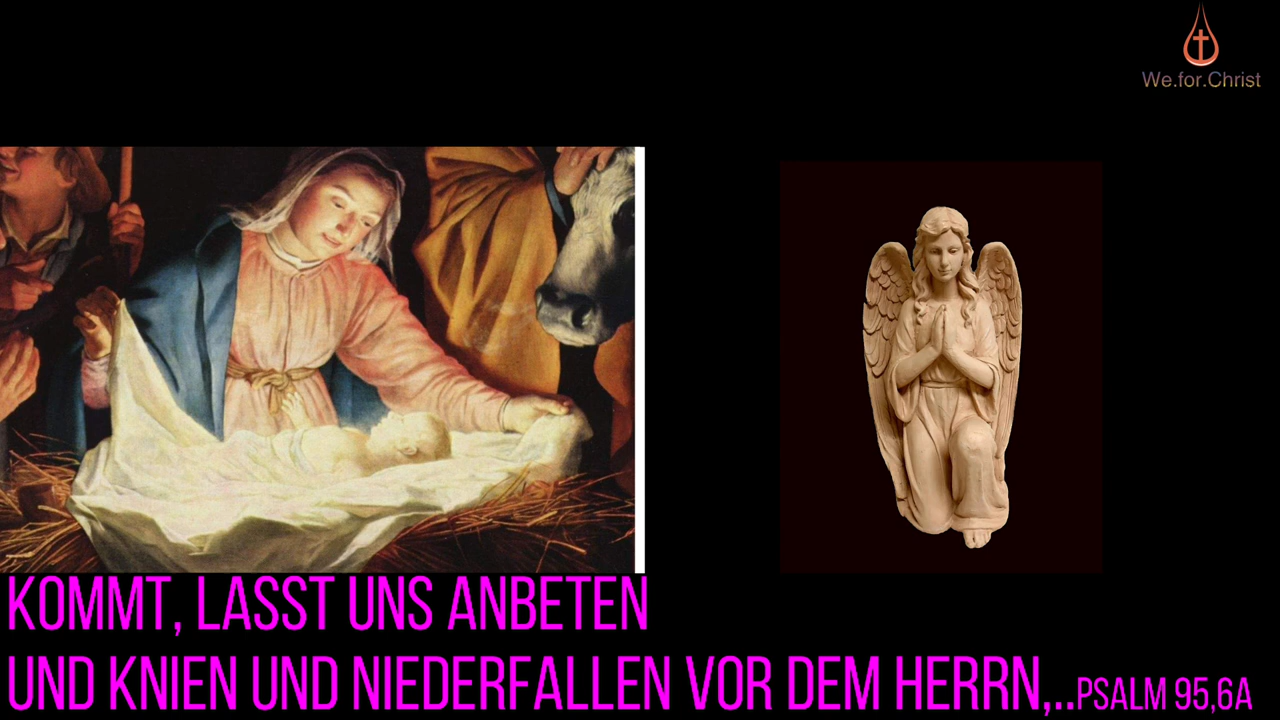 We.for.Christ
KOMMT, LASST UNS ANBETEN
UND KNIEN UND NIEDERFALLEN VOR DEM HERRN,..PSALM 95,6A